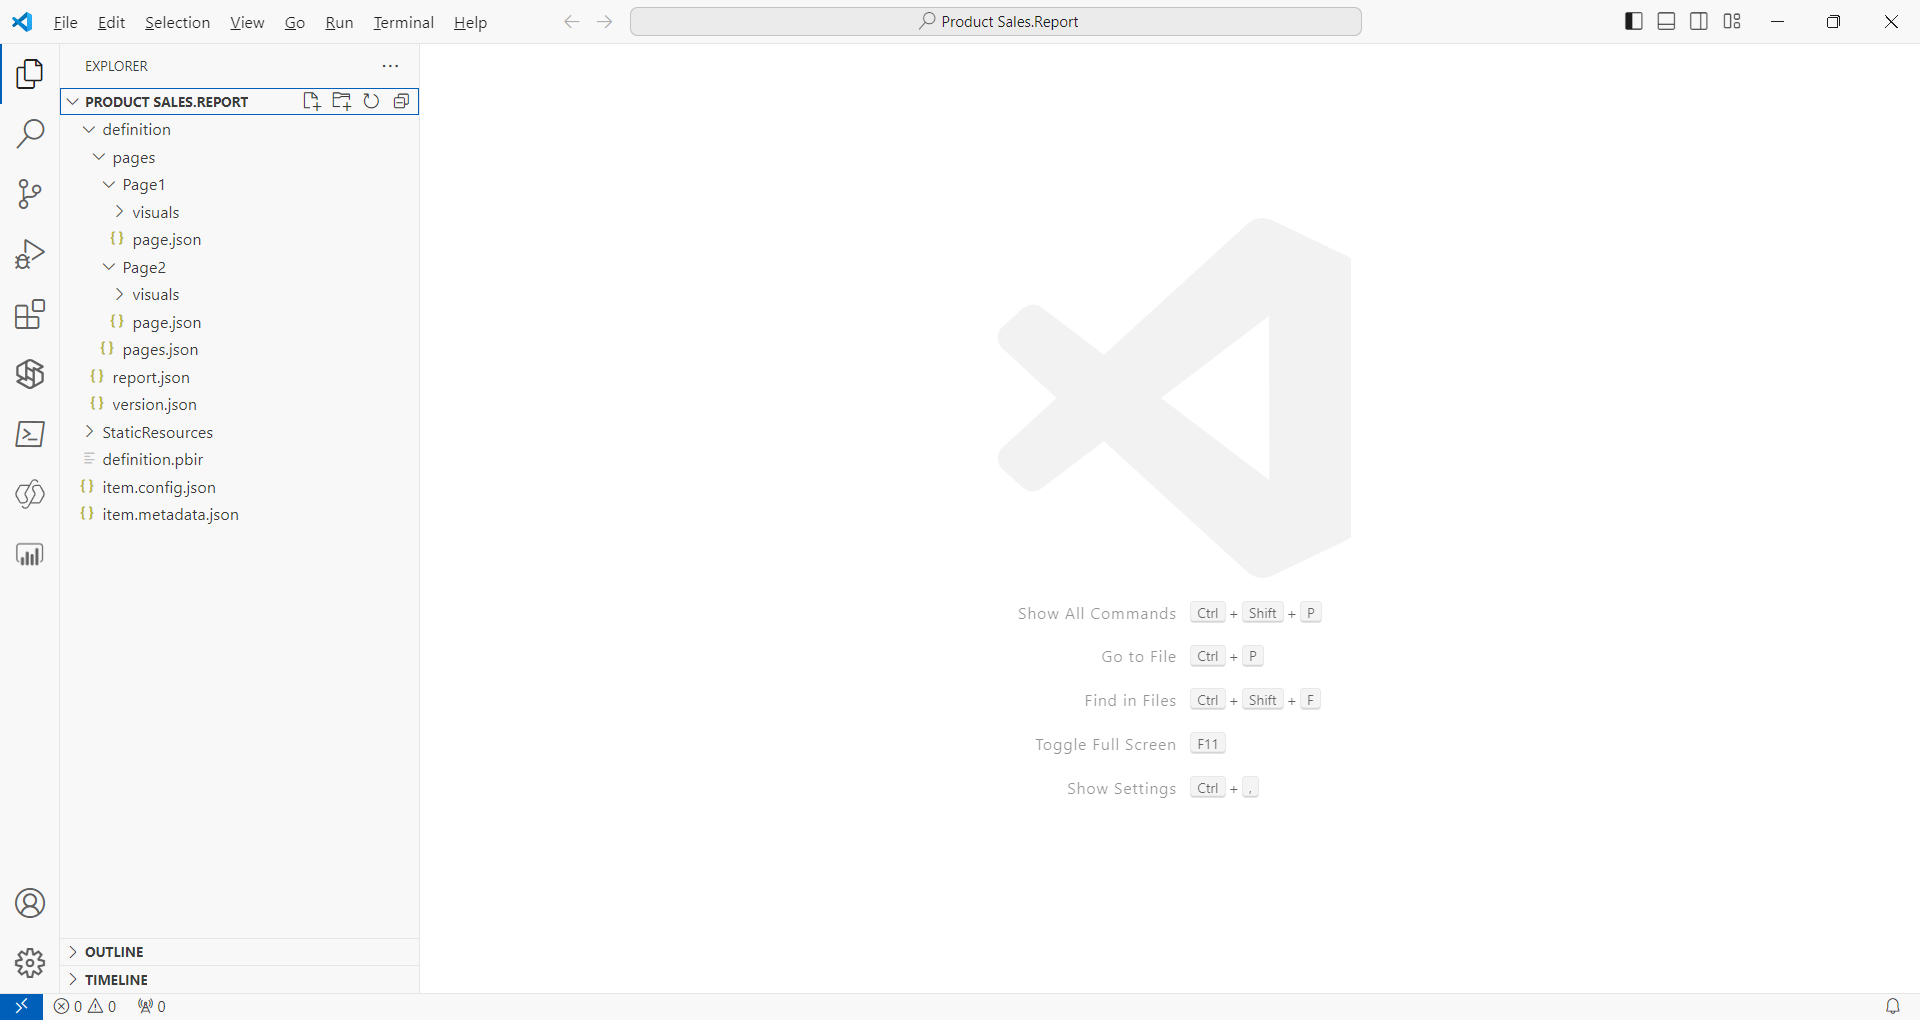 File Edit Selection View Go Run Terminal Help
Product Sales.Report
EXPLORER
PRODUCT SALES.REPORT
definition
pages
Page1
visuals
{} page.json
Page2
visuals
{} page.json
{} pages.json
{} report.json
{} version.json
StaticResources
definition.pbir
{} item.config.json
{} item.metadata.json
Show All Commands Ctrl + Shift + P
Go to File Ctrl + P
Find in Files Ctrl + Shift + F
Toggle Full Screen F11
Show Settings Ctrl + ,
OUTLINE
TIMELINE
0 0 0